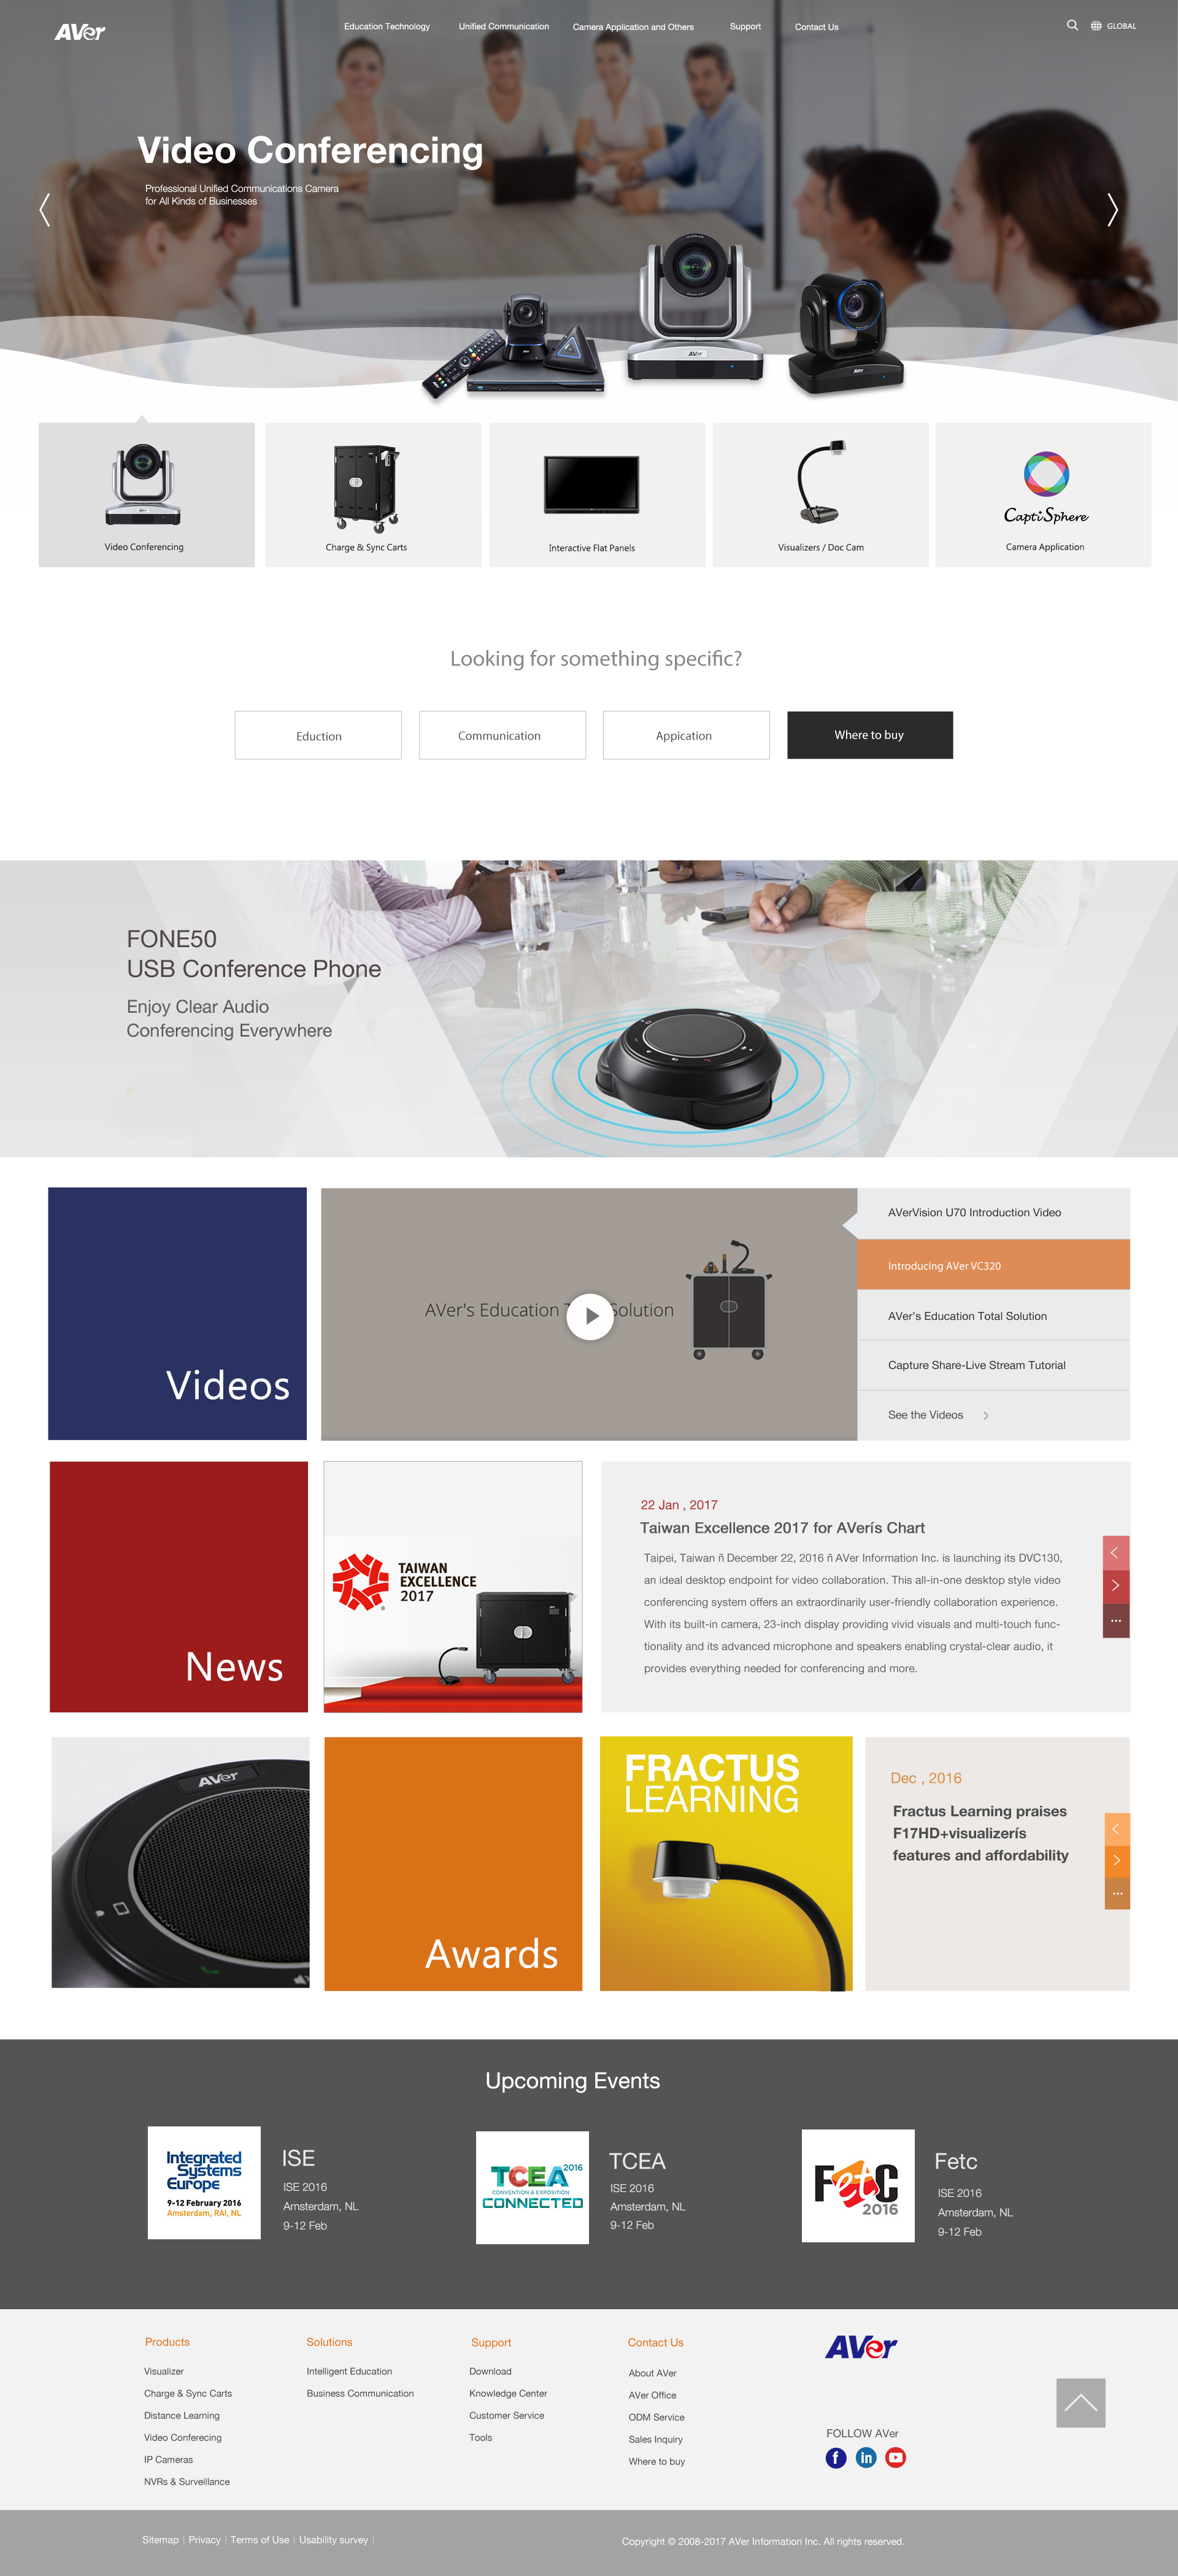 AVer
Education Technology
Unified Communication
Camera Application and Others
Support
Contact Us
GLOBAL
Video Conferencing
Professional Unified Communications Camera
for All Kinds of Businesses
AVer
AVer
Video Conferencing
Charge & Sync Carts
Interactive Flat Panels
Visualizers / Doc Cam
CaptiSphere
Camera Application
Looking for something specific?
Eduction
Communication
Appication
Where to buy
FONE50
USB Conference Phone
Enjoy Clear Audio
Conferencing Everywhere
AVer
Videos
AVer's Education Solution
AVerVision U70 Introduction Video
Introducing AVer VC320
AVer's Education Total Solution
Capture Share-Live Stream Tutorial
See the Videos
News
TAIWAN
EXCELLENCE
2017
22 Jan , 2017
Taiwan Excellence 2017 for AVerís Chart
Taipei, Taiwan ñ December 22, 2016 ñ AVer Information Inc. is launching its DVC130,
an ideal desktop endpoint for video collaboration. This all-in-one desktop style video
conferencing system offers an extraordinarily user-friendly collaboration experience.
With its built-in camera, 23-inch display providing vivid visuals and multi-touch func-
tionality and its advanced microphone and speakers enabling crystal-clear audio, it
provides everything needed for conferencing and more.
AVer
Awards
FRACTUS
LEARNING
Dec , 2016
Fractus Learning praises
F17HD+visualizerís
features and affordability
Upcoming Events
Integrated
Systems
Europe
9-12 February 2016
Amsterdam, RAI, NL
ISE
ISE 2016
Amsterdam, NL
9-12 Feb
TCEA 2016
CONVENTION & EXPOSITION
CONNECTED
TCEA
ISE 2016
Amsterdam, NL
9-12 Feb
FetC
2016
Fetc
ISE 2016
Amsterdam, NL
9-12 Feb
Products
Visualizer
Charge & Sync Carts
Distance Learning
Video Conferecing
IP Cameras
NVRs & Surveillance
Solutions
Intelligent Education
Business Communication
Support
Download
Knowledge Center
Customer Service
Tools
Contact Us
About AVer
AVer Office
ODM Service
Sales Inquiry
Where to buy
AVer
FOLLOW AVer
Sitemap | Privacy | Terms of Use | Usability survey |
Copyright © 2008-2017 AVer Information Inc. All rights reserved.